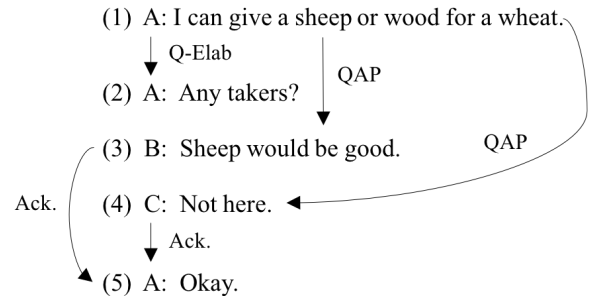 (1) A: I can give a sheep or wood for a wheat.
Q-Elab
QAP
(2) A: Any takers?
(3) B: Sheep would be good.
QAP
Ack.
(4) C: Not here.
Ack.
(5) A: Okay.